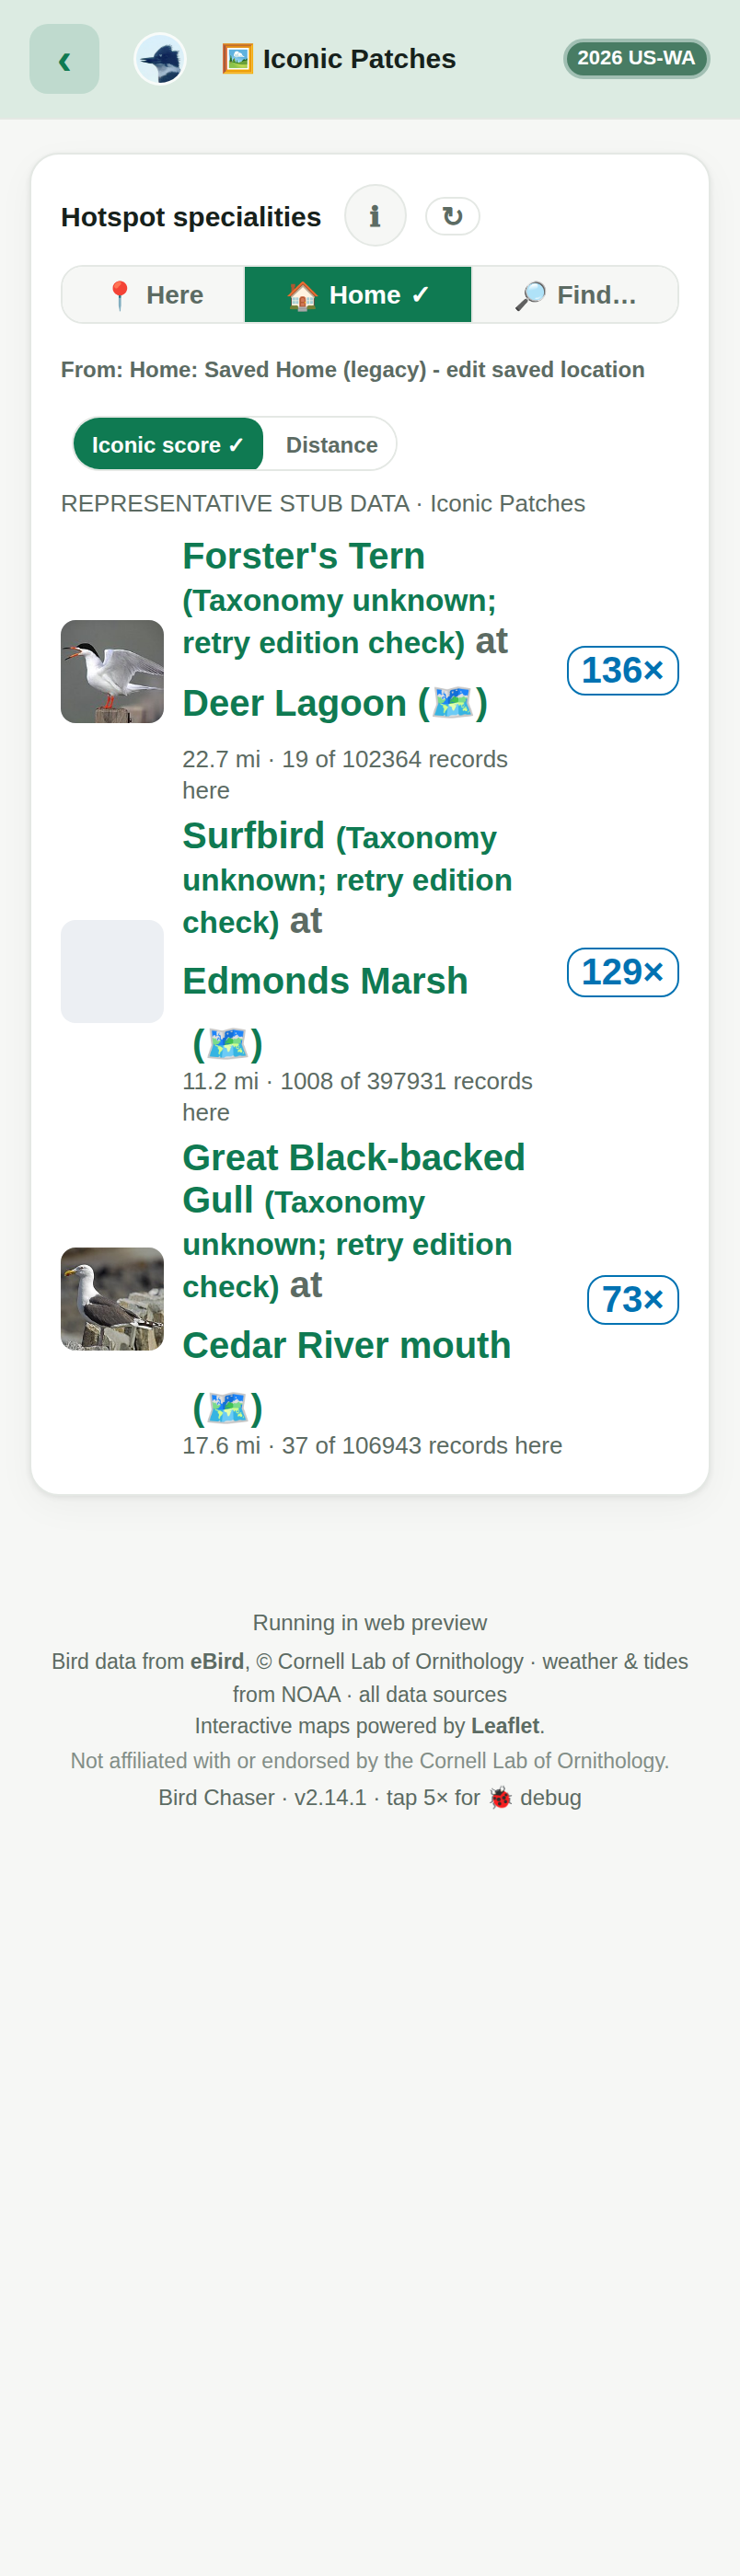 ‹ 🖼️ Iconic Patches 2026 US-WA
Hotspot specialities ℹ ↻
📍 Here 🏠 Home ✓ 🔎 Find…
From: Home: Saved Home (legacy) - edit saved location
Iconic score ✓ Distance
REPRESENTATIVE STUB DATA · Iconic Patches
Forster's Tern
(Taxonomy unknown;
retry edition check) at
136×
Deer Lagoon (🗺️)
22.7 mi · 19 of 102364 records
here
Surfbird (Taxonomy
unknown; retry edition
check) at
129×
Edmonds Marsh
(🗺️)
11.2 mi · 1008 of 397931 records
here
Great Black-backed
Gull (Taxonomy
unknown; retry edition
check) at
73×
Cedar River mouth
(🗺️)
17.6 mi · 37 of 106943 records here
Running in web preview
Bird data from eBird, © Cornell Lab of Ornithology · weather & tides
from NOAA · all data sources
Interactive maps powered by Leaflet.
Not affiliated with or endorsed by the Cornell Lab of Ornithology.
Bird Chaser · v2.14.1 · tap 5× for 🐞 debug